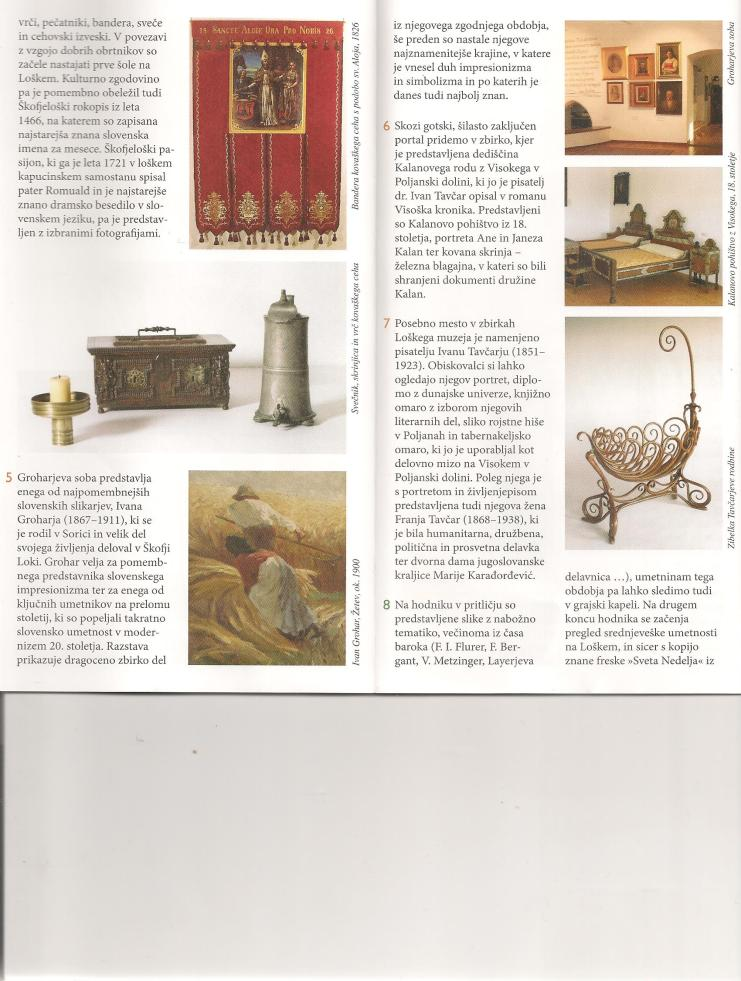 vrči, pečatniki, bandera, sveče
in cehovski izveski. V povezavi
z vzgojo dobrih obrtnikov so
začele nastajati prve šole na
Loškem. Kulturno zgodovino
pa je pomembno obeležil tudi
Škofjeloški rokopis iz leta
1466, na katerem so zapisana
najstarejša znana slovenska
imena za mesece. Škofjeloški pa-
sijon, ki ga je leta 1721 v loškem
kapucinskem samostanu spisal
pater Romuald in je najstarejše
znano dramsko besedilo v slo-
venskem jeziku, pa je predstav-
ljen z izbranimi fotografijami.
18 SANCTE ALOIE ORA PRO NOBIS 26
Bandera kovaškega ceha s podobo sv. Aloja, 1826
Svečnik, skrinjica in vrč kovaškega ceha
5 Groharjeva soba predstavlja
enega od najpomembnejših
slovenskih slikarjev, Ivana
Groharja (1867–1911), ki se
je rodil v Sorici in velik del
svojega življenja deloval v Škofji
Loki. Grohar velja za pomemb-
nega predstavnika slovenskega
impresionizma ter za enega od
ključnih umetnikov na prelomu
stoletij, ki so popeljali takratno
slovensko umetnost v moder-
nizem 20. stoletja. Razstava
prikazuje dragoceno zbirko del
Ivan Grohar, Žetev, ok. 1900
iz njegovega zgodnjega obdobja,
še preden so nastale njegove
najznamenitejše krajine, v katere
je vnesel duh impresionizma
in simbolizma in po katerih je
danes tudi najbolj znan.
6 Skozi gotski, šilasto zaključen
portal pridemo v zbirko, kjer
je predstavljena dediščina
Kalanovega rodu z Visokega v
Poljanski dolini, ki jo je pisatelj
dr. Ivan Tavčar opisal v romanu
Visoška kronika. Predstavljeni
so Kalanovo pohištvo iz 18.
stoletja, portreta Ane in Janeza
Kalan ter kovana skrinja –
železna blagajna, v kateri so bili
shranjeni dokumenti družine
Kalan.
7 Posebno mesto v zbirkah
Loškega muzeja je namenjeno
pisatelju Ivanu Tavčarju (1851–
1923). Obiskovalci si lahko
ogledajo njegov portret, diplo-
mo z dunajske univerze, knjižno
omaro z izborom njegovih
literarnih del, sliko rojstne hiše
v Poljanah in tabernakeljsko
omaro, ki jo je uporabljal kot
delovno mizo na Visokem v
Poljanski dolini. Poleg njega je
s portretom in življenjepisom
predstavljena tudi njegova žena
Franja Tavčar (1868–1938), ki
je bila humanitarna, družbena,
politična in prosvetna delavka
ter dvorna dama jugoslovanske
kraljice Marije Karađorđević.
8 Na hodniku v pritličju so
predstavljene slike z nabožno
tematiko, večinoma iz časa
baroka (F. I. Flurer, F. Ber-
gant, V. Metzinger, Layerjeva
Groharjeva soba
Kalanovo pohištvo z Visokega, 18. stoletje
Zibelka Tavčarjeve rodbine
delavnica ...), umetninam tega
obdobja pa lahko sledimo tudi
v grajski kapeli. Na drugem
koncu hodnika se začenja
pregled srednjeveške umetnosti
na Loškem, in sicer s kopijo
znane freske »Sveta Nedelja« iz